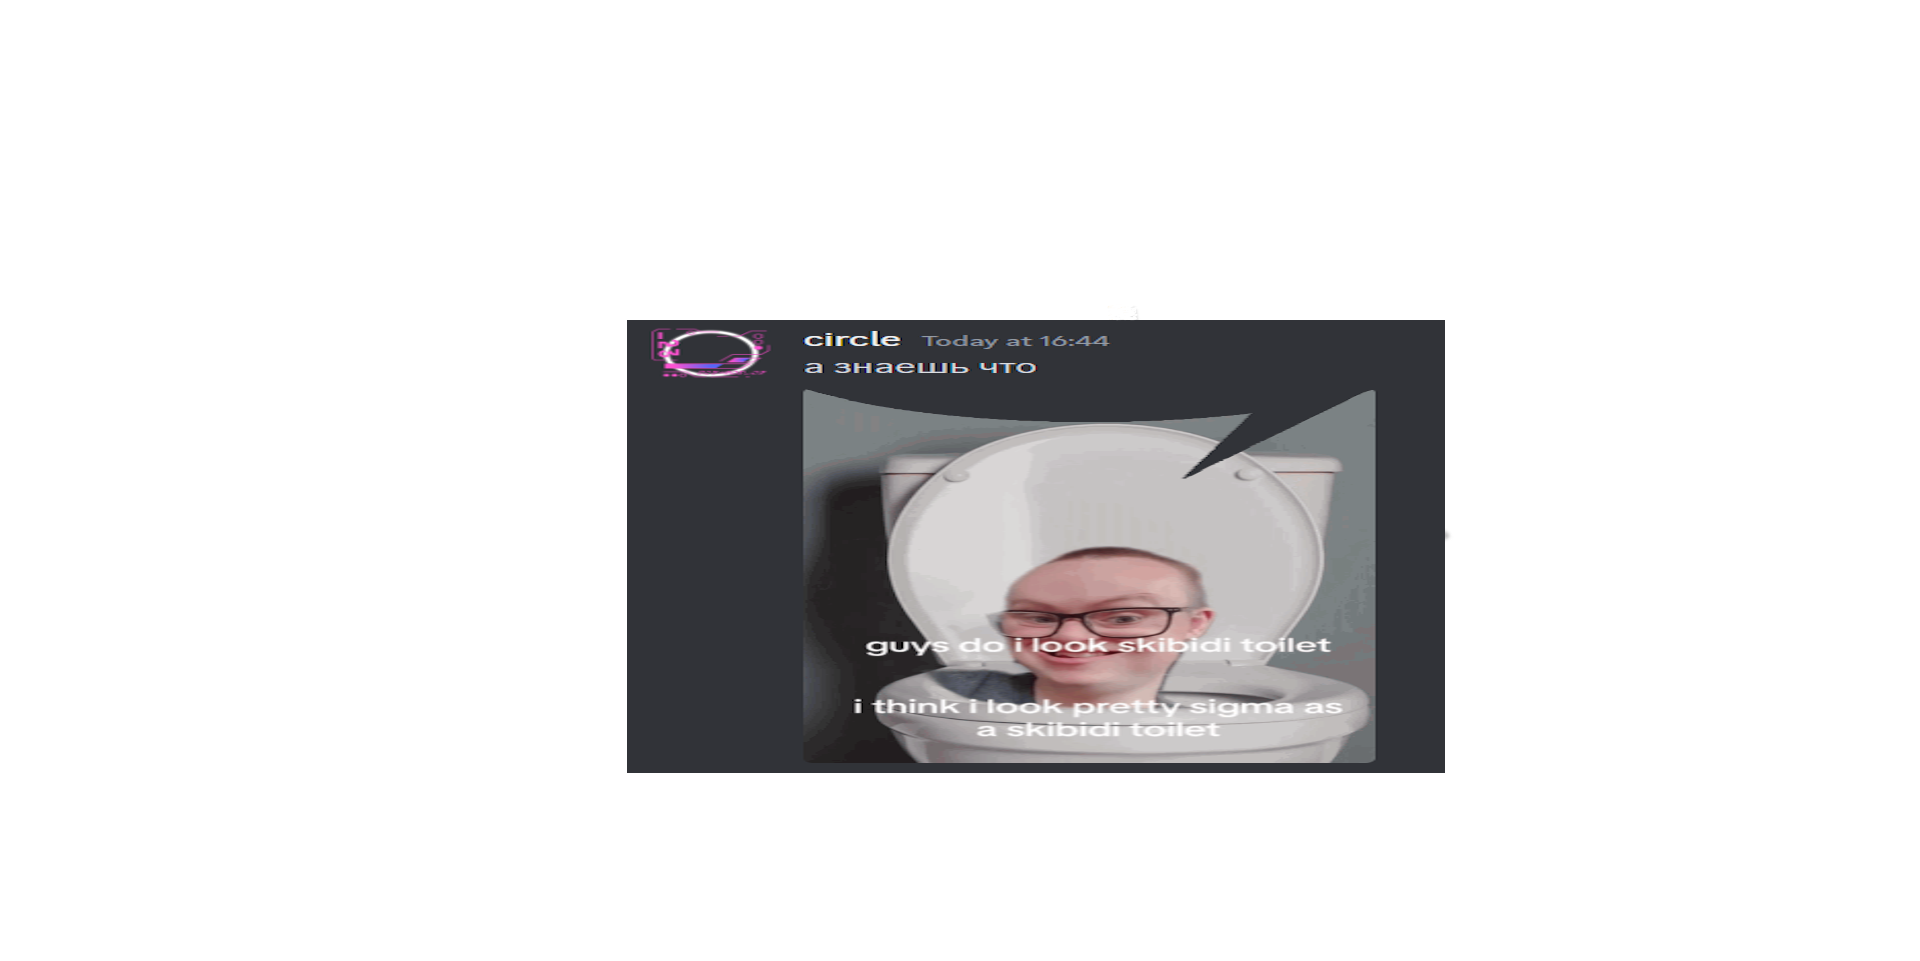 circle Today at 16:44
а знаешь что
guys do i look skibidi toilet
i think i look pretty sigma as
a skibidi toilet